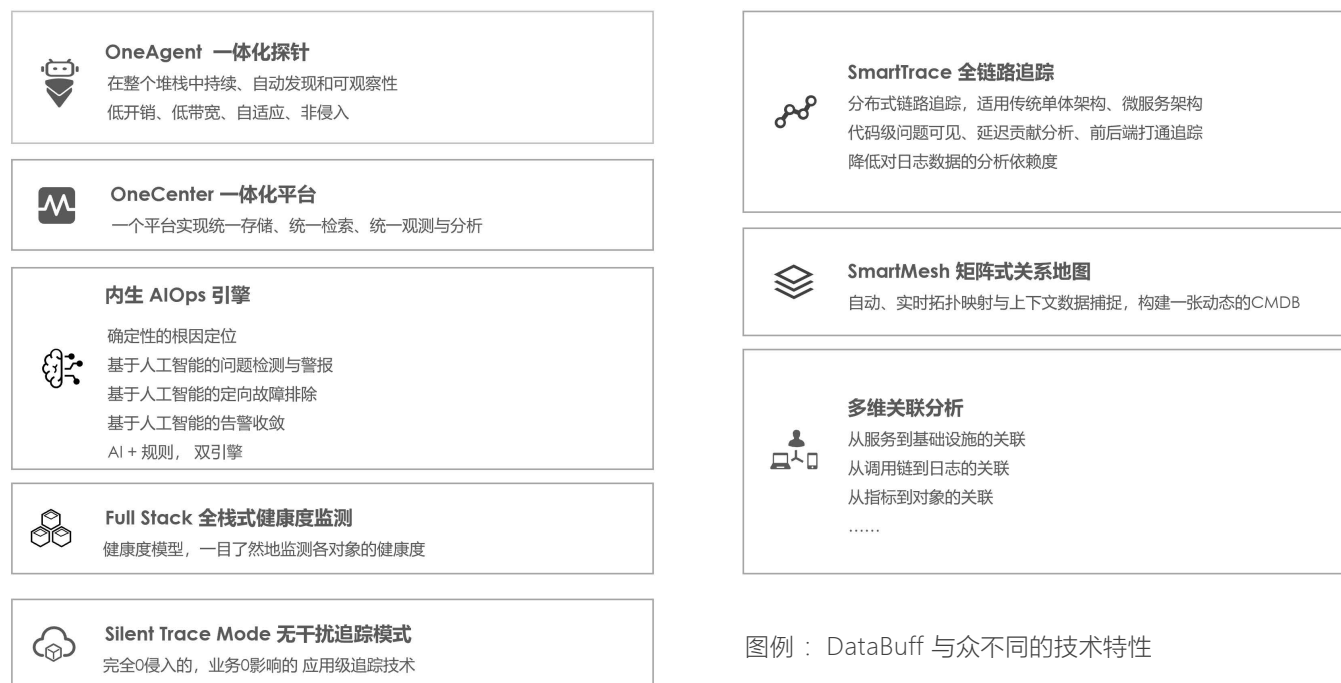 OneAgent 一体化探针
在整个堆栈中持续、自动发现和可观察性
低开销、低带宽、自适应、非侵入
OneCenter 一体化平台
一个平台实现统一存储、统一检索、统一观测与分析
内生 AIOps 引擎
确定性的根因定位
基于人工智能的问题检测与警报
基于人工智能的定向故障排除
基于人工智能的告警收敛
AI + 规则， 双引擎
Full Stack 全栈式健康度监测
健康度模型，一目了然地监测各对象的健康度
Silent Trace Mode 无干扰追踪模式
完全0侵入的，业务0影响的 应用级追踪技术
SmartTrace 全链路追踪
分布式链路追踪，适用传统单体架构、微服务架构
代码级问题可见、延迟贡献分析、前后端打通追踪
降低对日志数据的分析依赖度
SmartMesh 矩阵式关系地图
自动、实时拓扑映射与上下文数据捕捉，构建一张动态的CMDB
多维关联分析
从服务到基础设施的关联
从调用链到日志的关联
从指标到对象的关联
……
图例 ：DataBuff 与众不同的技术特性